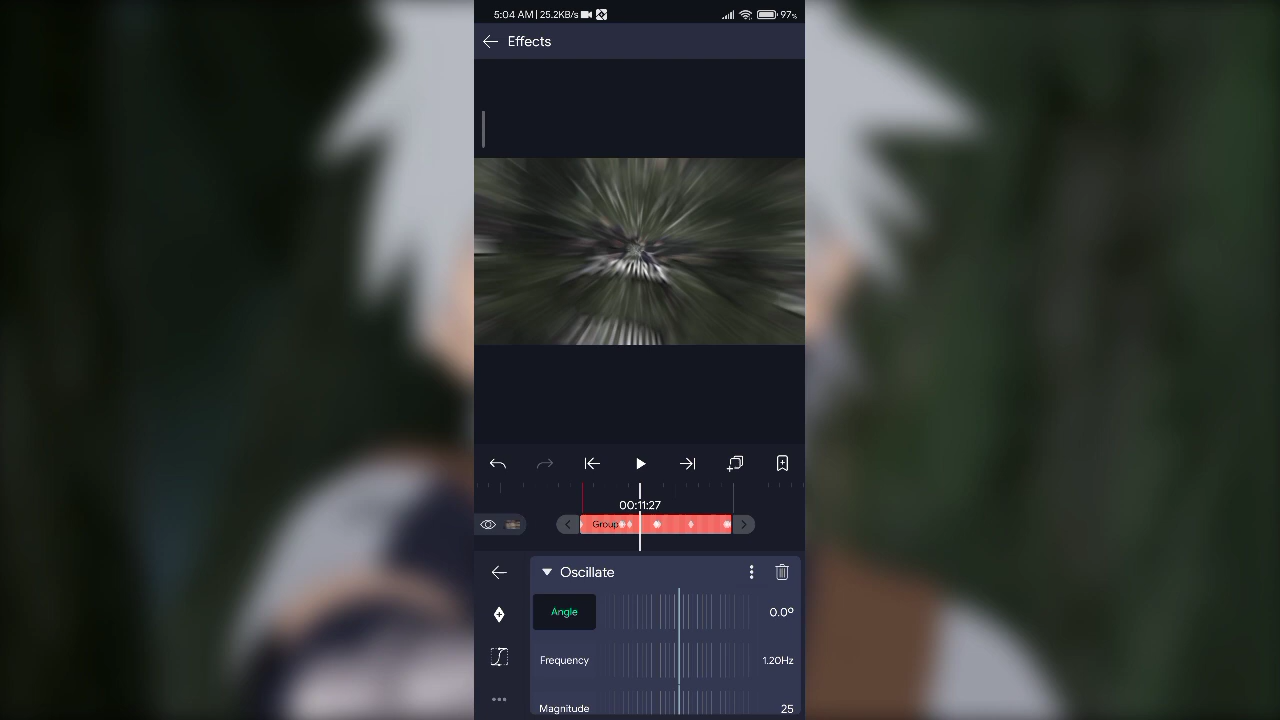 5:04 AM | 25.2KB/s 97%
Effects
00:11:27
Group
Oscillate
Angle 0.0º
Frequency 1.20Hz
Magnitude 25